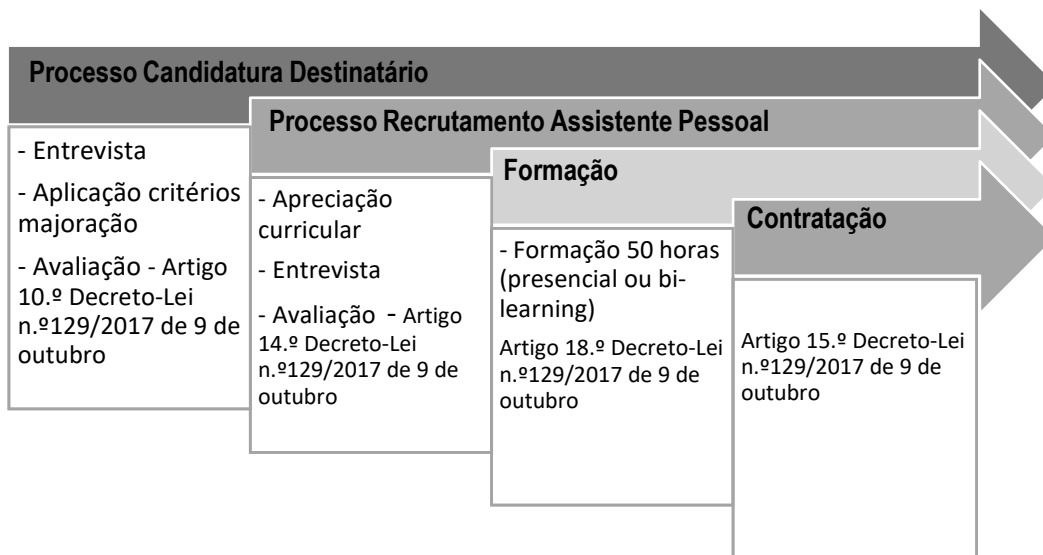 Processo Candidatura Destinatário
- Entrevista
- Aplicação critérios
majoração
- Avaliação - Artigo
10.º Decreto-Lei
n.º129/2017 de 9 de
outubro
Processo Recrutamento Assistente Pessoal
- Apreciação
curricular
- Entrevista
- Avaliação - Artigo
14.º Decreto-Lei
n.º129/2017 de 9 de
outubro
Formação
- Formação 50 horas
(presencial ou bi-
learning)
Artigo 18.º Decreto-Lei
n.º129/2017 de 9 de
outubro
Contratação
Artigo 15.º Decreto-Lei
n.º129/2017 de 9 de
outubro